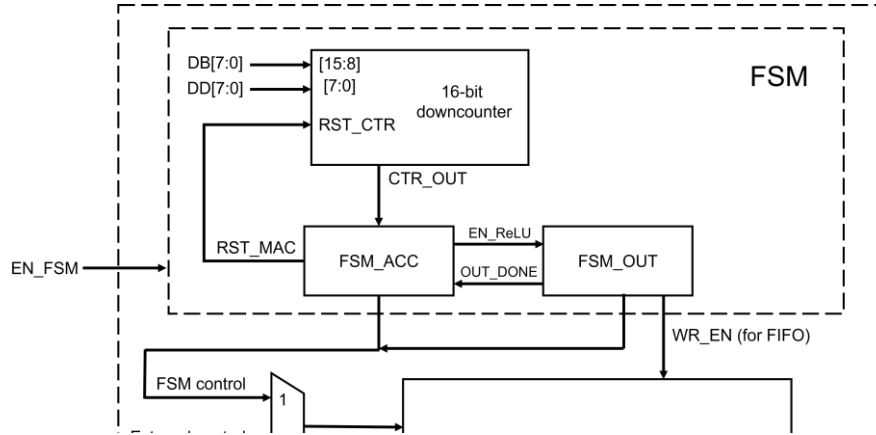 DB[7:0]
DD[7:0]
[15:8]
[7:0]
16-bit
downcounter
RST_CTR
FSM
CTR_OUT
RST_MAC
FSM_ACC
EN_ReLU
OUT_DONE
FSM_OUT
EN_FSM
WR_EN (for FIFO)
FSM control
1